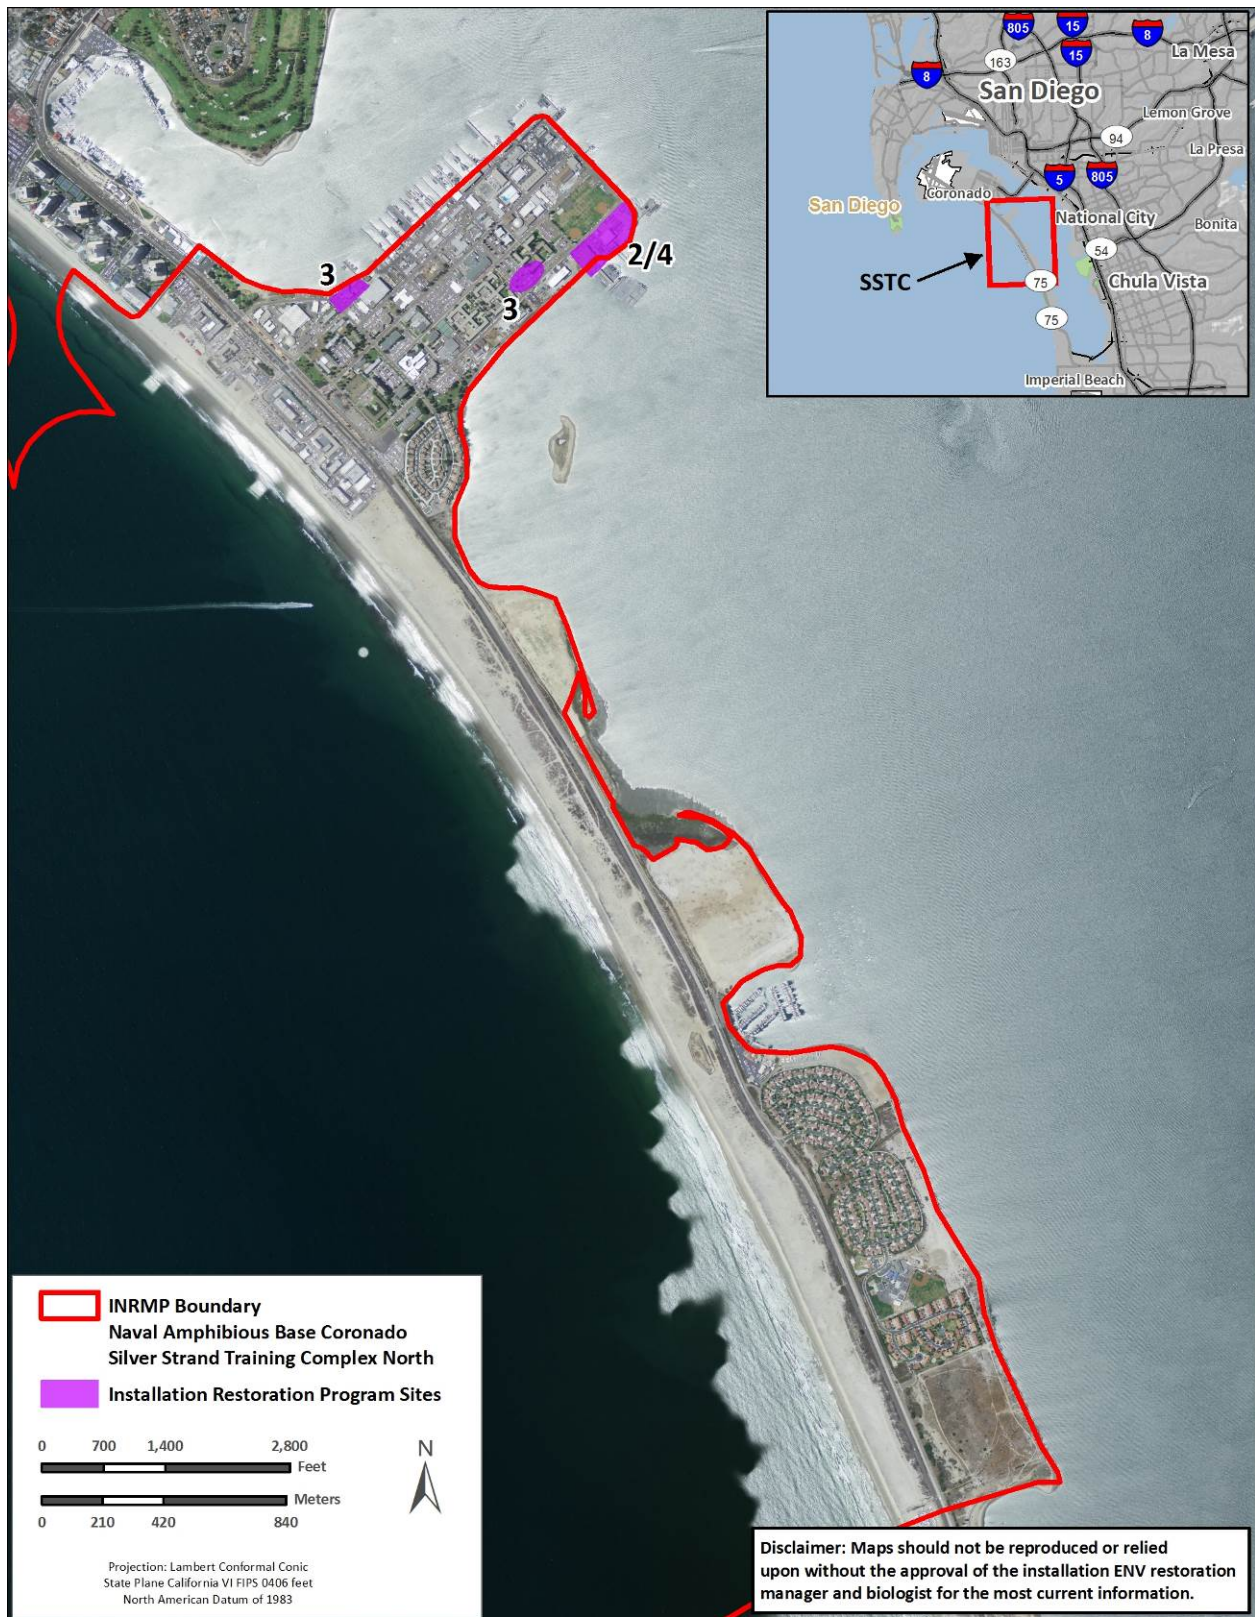 805
15
8
La Mesa
163
15
8
San Diego
Lemon Grove
94
La Presa
5
805
Coronado
San Diego
National City
Bonita
54
SSTC
75
Chula Vista
75
Imperial Beach
3
2/4
3
INRMP Boundary
Naval Amphibious Base Coronado
Silver Strand Training Complex North
Installation Restoration Program Sites
0 700 1,400 2,800
Feet
Meters
0 210 420 840
N
Projection: Lambert Conformal Conic
State Plane California VI FIPS 0406 feet
North American Datum of 1983
Disclaimer: Maps should not be reproduced or relied
upon without the approval of the installation ENV restoration
manager and biologist for the most current information.